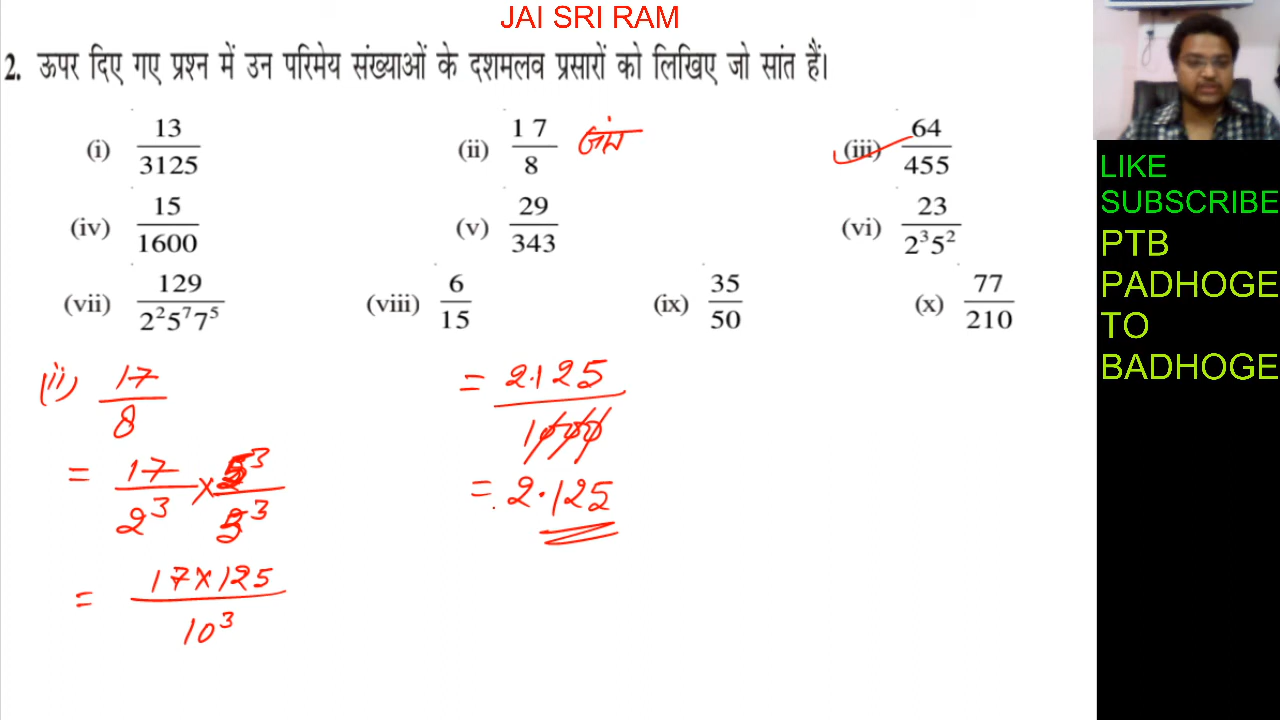 JAI SRI RAM
2. ऊपर दिए गए प्रश्न में उन परिमेय संख्याओं के दशमलव प्रसारों को लिखिए जो सांत हैं।
(i) 13/3125 (ii) 17/8 (iii) 64/455
(iv) 15/1600 (v) 29/343 (vi) 23/2³5²
(vii) 129/2²5⁷7⁵ (viii) 6/15 (ix) 35/50 (x) 77/210
(ii) 17/8
= 17/2³ × 5³/5³
= 17×125/10³
= 2.125/1000
= 2.125
LIKE
SUBSCRIBE
PTB
PADHOGE
TO
BADHOGE